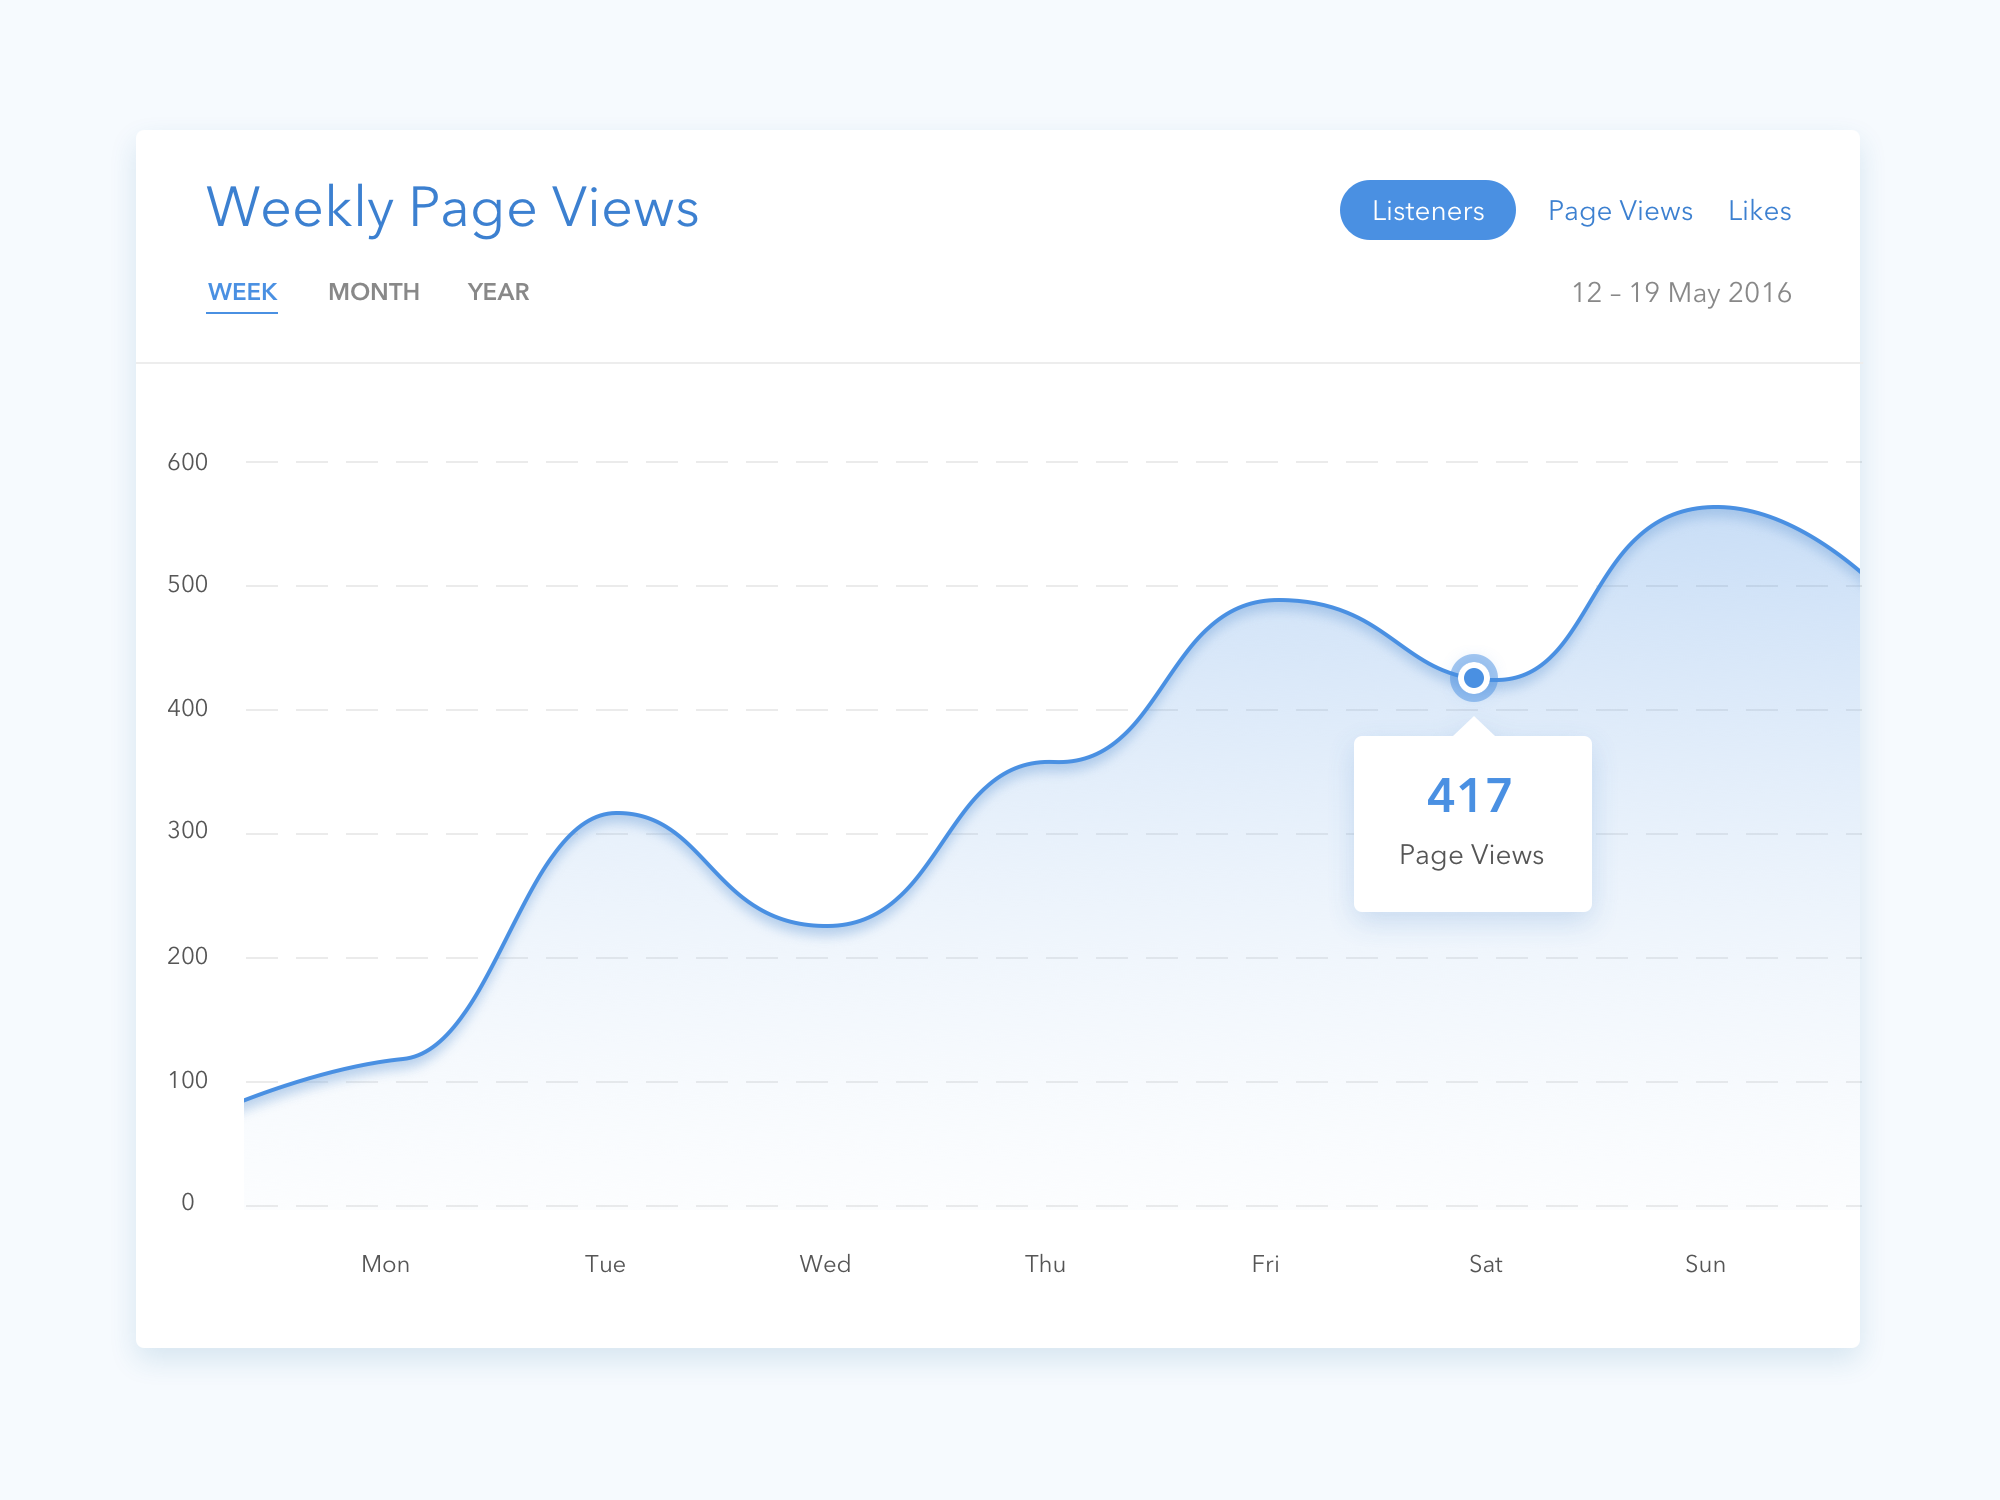 Weekly Page Views
Listeners Page Views Likes
WEEK MONTH YEAR
12 – 19 May 2016
600
500
400
300
200
100
0
417
Page Views
Mon Tue Wed Thu Fri Sat Sun